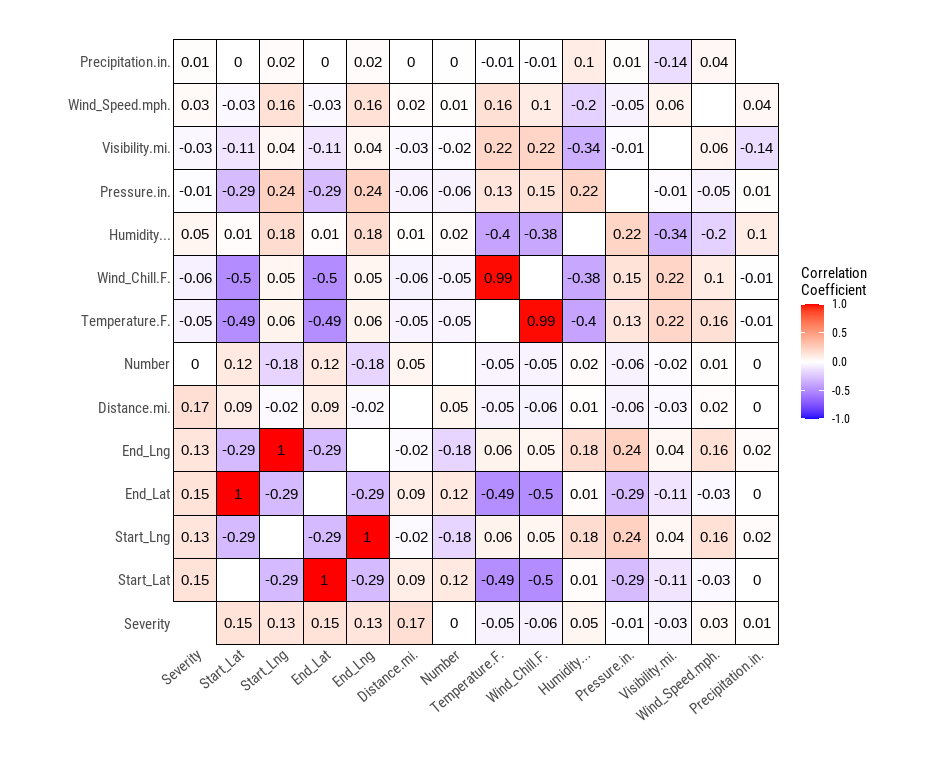 Precipitation.in. 0.01 0 0.02 0 0.02 0 0 -0.01 -0.01 0.1 0.01 -0.14 0.04
Wind_Speed.mph. 0.03 -0.03 0.16 -0.03 0.16 0.02 0.01 0.16 0.1 -0.2 -0.05 0.06 0.04
Visibility.mi. -0.03 -0.11 0.04 -0.11 0.04 -0.03 -0.02 0.22 0.22 -0.34 -0.01 0.06 -0.14
Pressure.in. -0.01 -0.29 0.24 -0.29 0.24 -0.06 -0.06 0.13 0.15 0.22 -0.01 -0.05 0.01
Humidity... 0.05 0.01 0.18 0.01 0.18 0.01 0.02 -0.4 -0.38 0.22 -0.34 -0.2 0.1
Wind_Chill.F. -0.06 -0.5 0.05 -0.5 0.05 -0.06 -0.05 0.99 -0.38 0.15 0.22 0.1 -0.01
Temperature.F. -0.05 -0.49 0.06 -0.49 0.06 -0.05 -0.05 0.99 -0.4 0.13 0.22 0.16 -0.01
Number 0 0.12 -0.18 0.12 -0.18 0.05 -0.05 -0.05 0.02 -0.06 -0.02 0.01 0
Distance.mi. 0.17 0.09 -0.02 0.09 -0.02 0.05 -0.05 -0.06 0.01 -0.06 -0.03 0.02 0
End_Lng 0.13 -0.29 1 -0.29 -0.02 -0.18 0.06 0.05 0.18 0.24 0.04 0.16 0.02
End_Lat 0.15 1 -0.29 -0.29 0.09 0.12 -0.49 -0.5 0.01 -0.29 -0.11 -0.03 0
Start_Lng 0.13 -0.29 -0.29 1 -0.02 -0.18 0.06 0.05 0.18 0.24 0.04 0.16 0.02
Start_Lat 0.15 -0.29 1 -0.29 0.09 0.12 -0.49 -0.5 0.01 -0.29 -0.11 -0.03 0
Severity 0.15 0.13 0.15 0.13 0.17 0 -0.05 -0.06 0.05 -0.01 -0.03 0.03 0.01
Severity Start_Lat Start_Lng End_Lat End_Lng Distance.mi. Number Temperature.F. Wind_Chill.F. Humidity... Pressure.in. Visibility.mi. Wind_Speed.mph. Precipitation.in.
Correlation
Coefficient
1.0
0.5
0.0
-0.5
-1.0